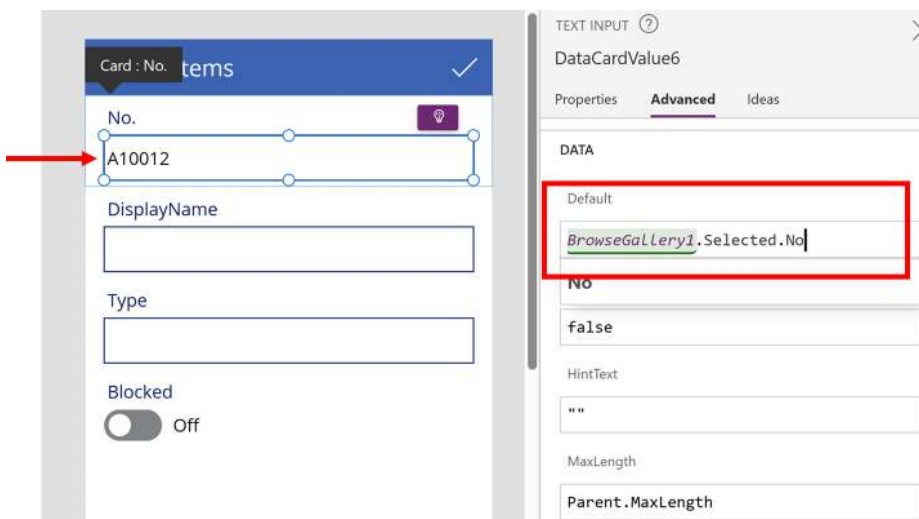 Card : No.
tems
No.
A10012
DisplayName
Type
Blocked
Off
TEXT INPUT ?
DataCardValue6
Properties Advanced Ideas
DATA
Default
BrowseGallery1.Selected.No
No
false
HintText
""
MaxLength
Parent.MaxLength